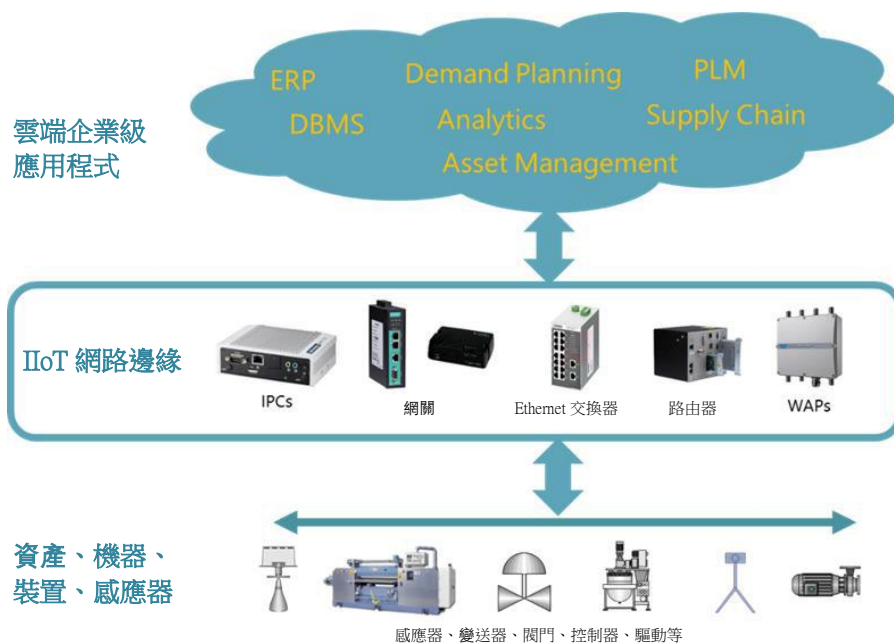 ERP
Demand Planning
PLM
DBMS
Analytics
Supply Chain
Asset Management
雲端企業級
應用程式
IIoT 網路邊緣
IPCs
網關
Ethernet 交換器
路由器
WAPs
資產、機器、
裝置、感應器
感應器、變送器、閥門、控制器、驅動等